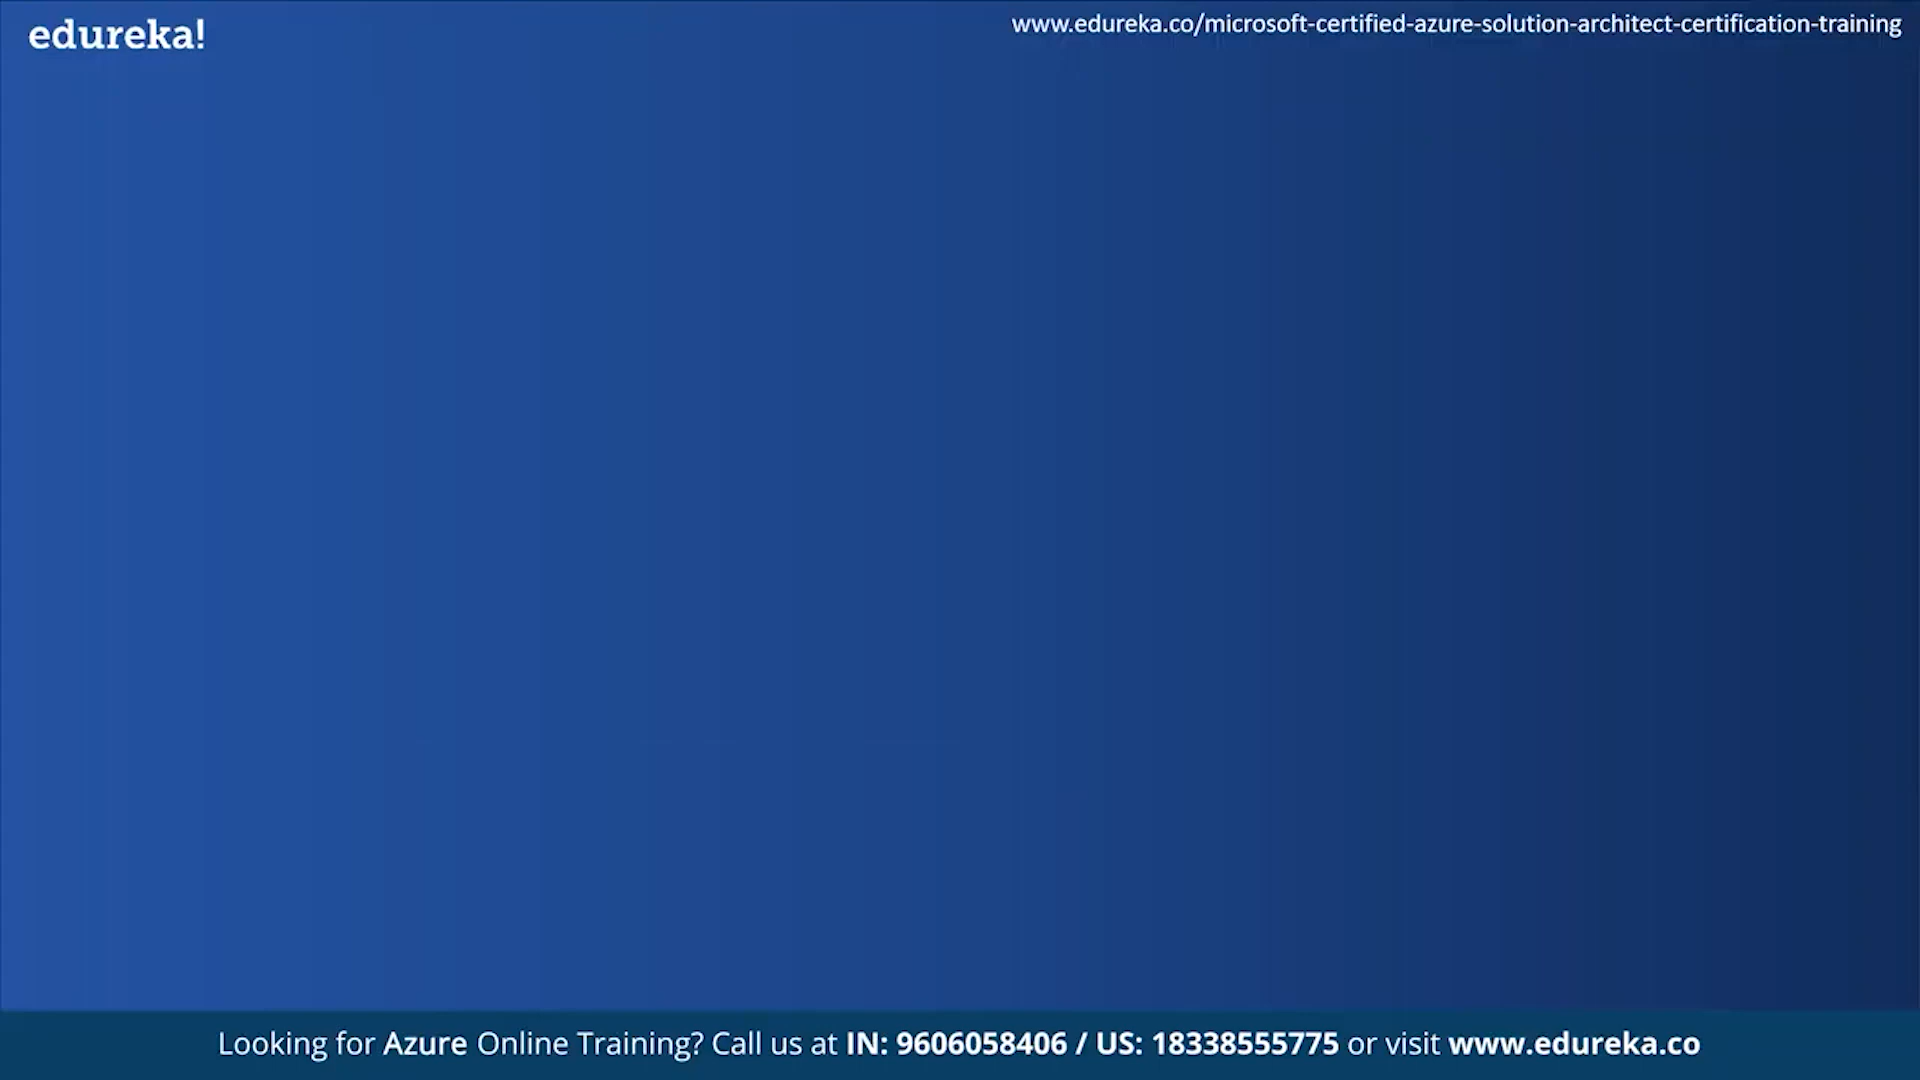 edureka!
www.edureka.co/microsoft-certified-azure-solution-architect-certification-training
Looking for Azure Online Training? Call us at IN: 9606058406 / US: 18338555775 or visit www.edureka.co